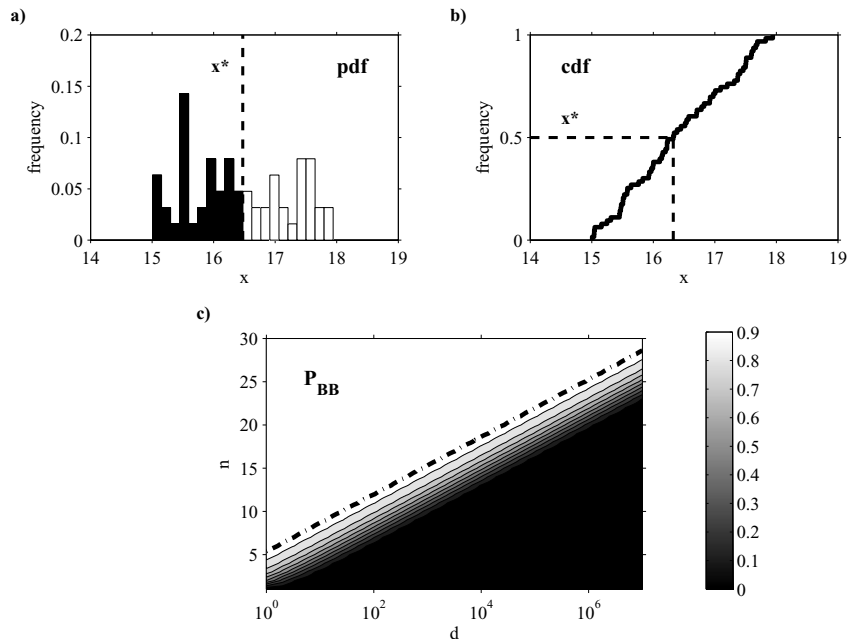 a)
0.2
0.15
0.1
0.05
0
frequency
x*
pdf
14 15 16 17 18 19
x
b)
1
0.5
0
frequency
cdf
x*
14 15 16 17 18 19
x
c)
30
25
20
15
10
5
n
P_BB
10^0 10^2 10^4 10^6
d
0.9
0.8
0.7
0.6
0.5
0.4
0.3
0.2
0.1
0